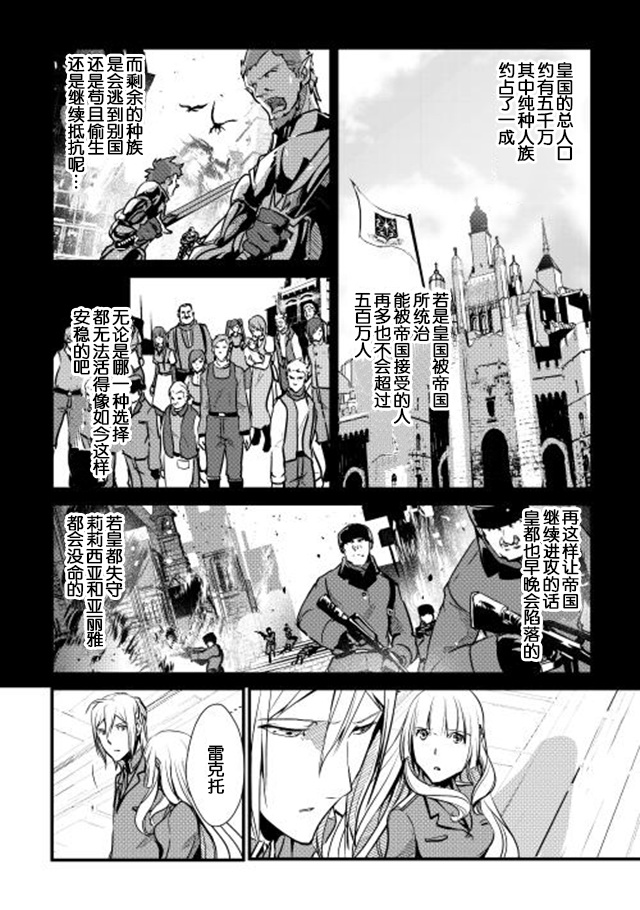 皇国的总人口
约有五千万
其中纯种人族
约占了一成
若是皇国被帝国
所统治
能被帝国接受的人
再多也不会超过
五百万人
而剩余的种族
是会逃到别国
还是苟且偷生
还是继续抵抗呢…
无论是哪一种选择
都无法活得像如今这样
安稳的吧
再这样让帝国
继续进攻的话
皇都也早晚会陷落的
若皇都失守
莉莉西亚和亚丽雅
都会没命的
雷克托